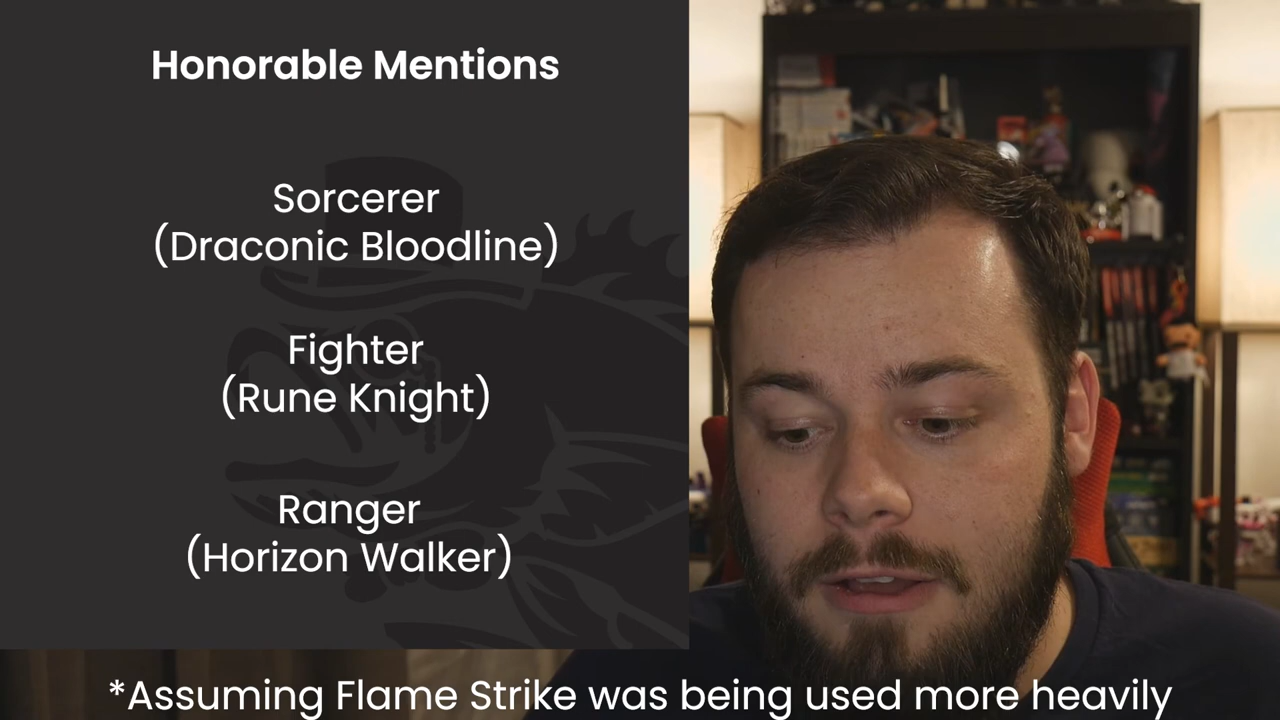 Honorable Mentions
Sorcerer
(Draconic Bloodline)
Fighter
(Rune Knight)
Ranger
(Horizon Walker)
*Assuming Flame Strike was being used more heavily